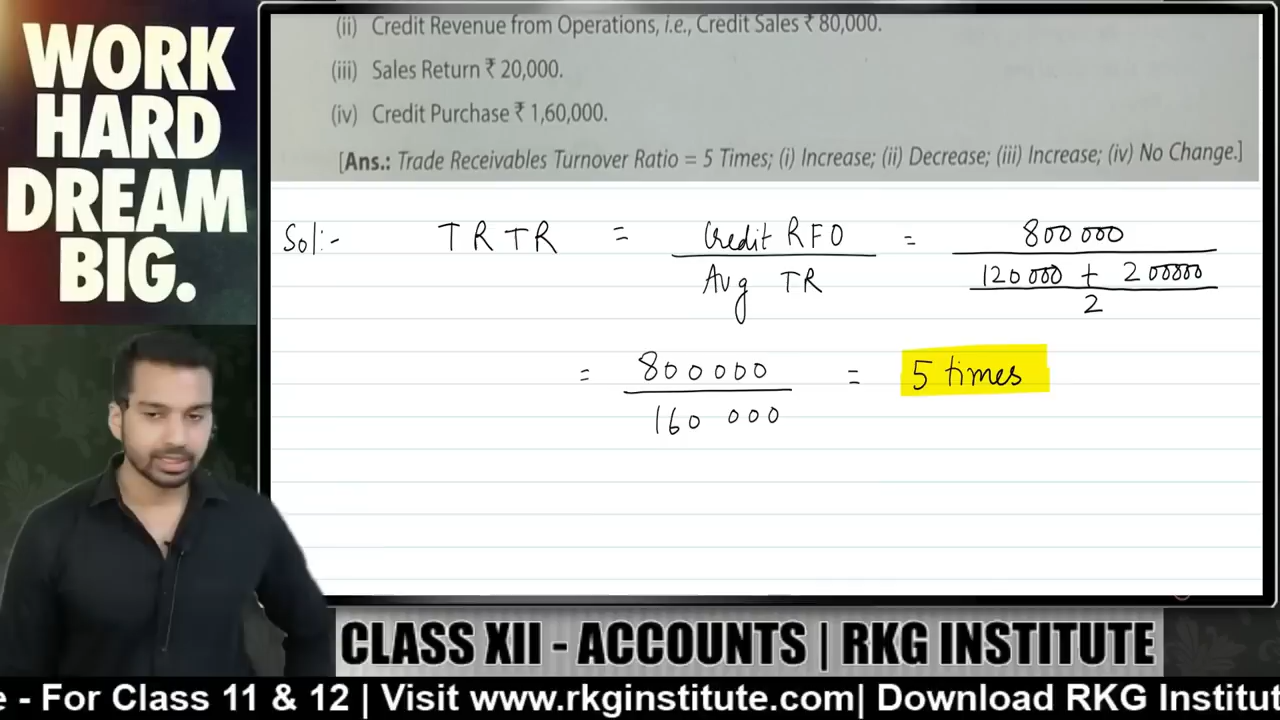 WORK
HARD
DREAM
BIG.
(ii) Credit Revenue from Operations, i.e., Credit Sales ₹ 80,000.
(iii) Sales Return ₹ 20,000.
(iv) Credit Purchase ₹ 1,60,000.
[Ans.: Trade Receivables Turnover Ratio = 5 Times; (i) Increase; (ii) Decrease; (iii) Increase; (iv) No Change.]
Sol:- TRTR = Credit RFO = 800000
Avg TR 120000 + 200000
2
= 800000 = 5 times
160 000
CLASS XII - ACCOUNTS | RKG INSTITUTE
e - For Class 11 & 12 | Visit www.rkginstitute.com| Download RKG Institut